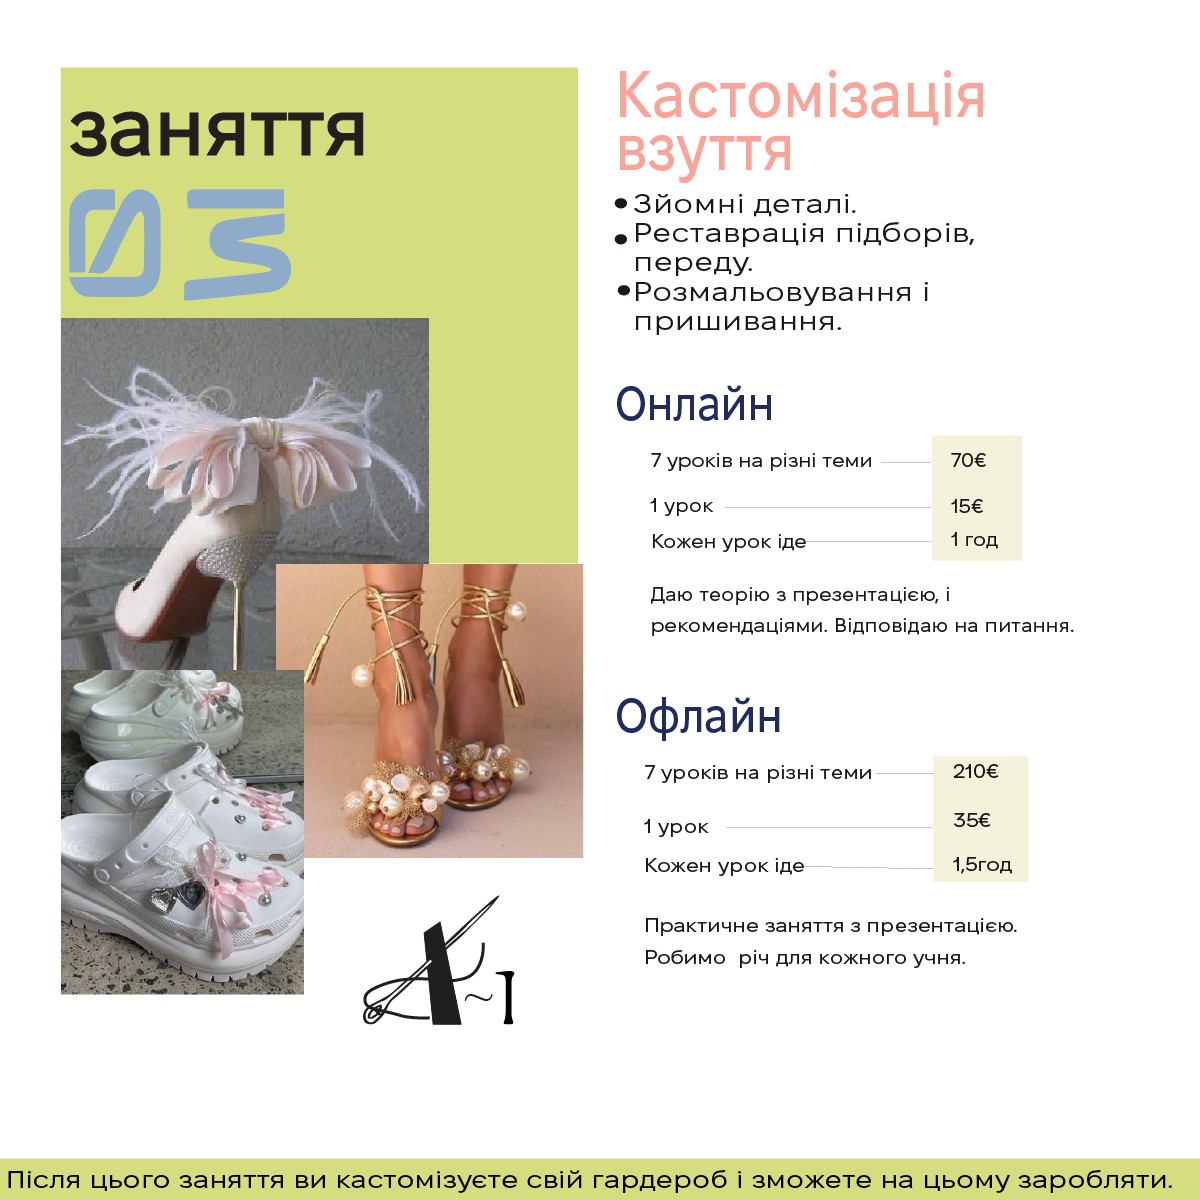 заняття
03
Кастомізація
взуття
• Зйомні деталі.
• Реставрація підборів,
переду.
• Розмальовування і
пришивання.
Онлайн
7 уроків на різні теми 70€
1 урок 15€
Кожен урок іде 1 год
Даю теорію з презентацією, і
рекомендаціями. Відповідаю на питання.
Офлайн
7 уроків на різні теми 210€
1 урок 35€
Кожен урок іде 1,5год
Практичне заняття з презентацією.
Робимо річ для кожного учня.
A~1
Після цього заняття ви кастомізуєте свій гардероб і зможете на цьому заробляти.